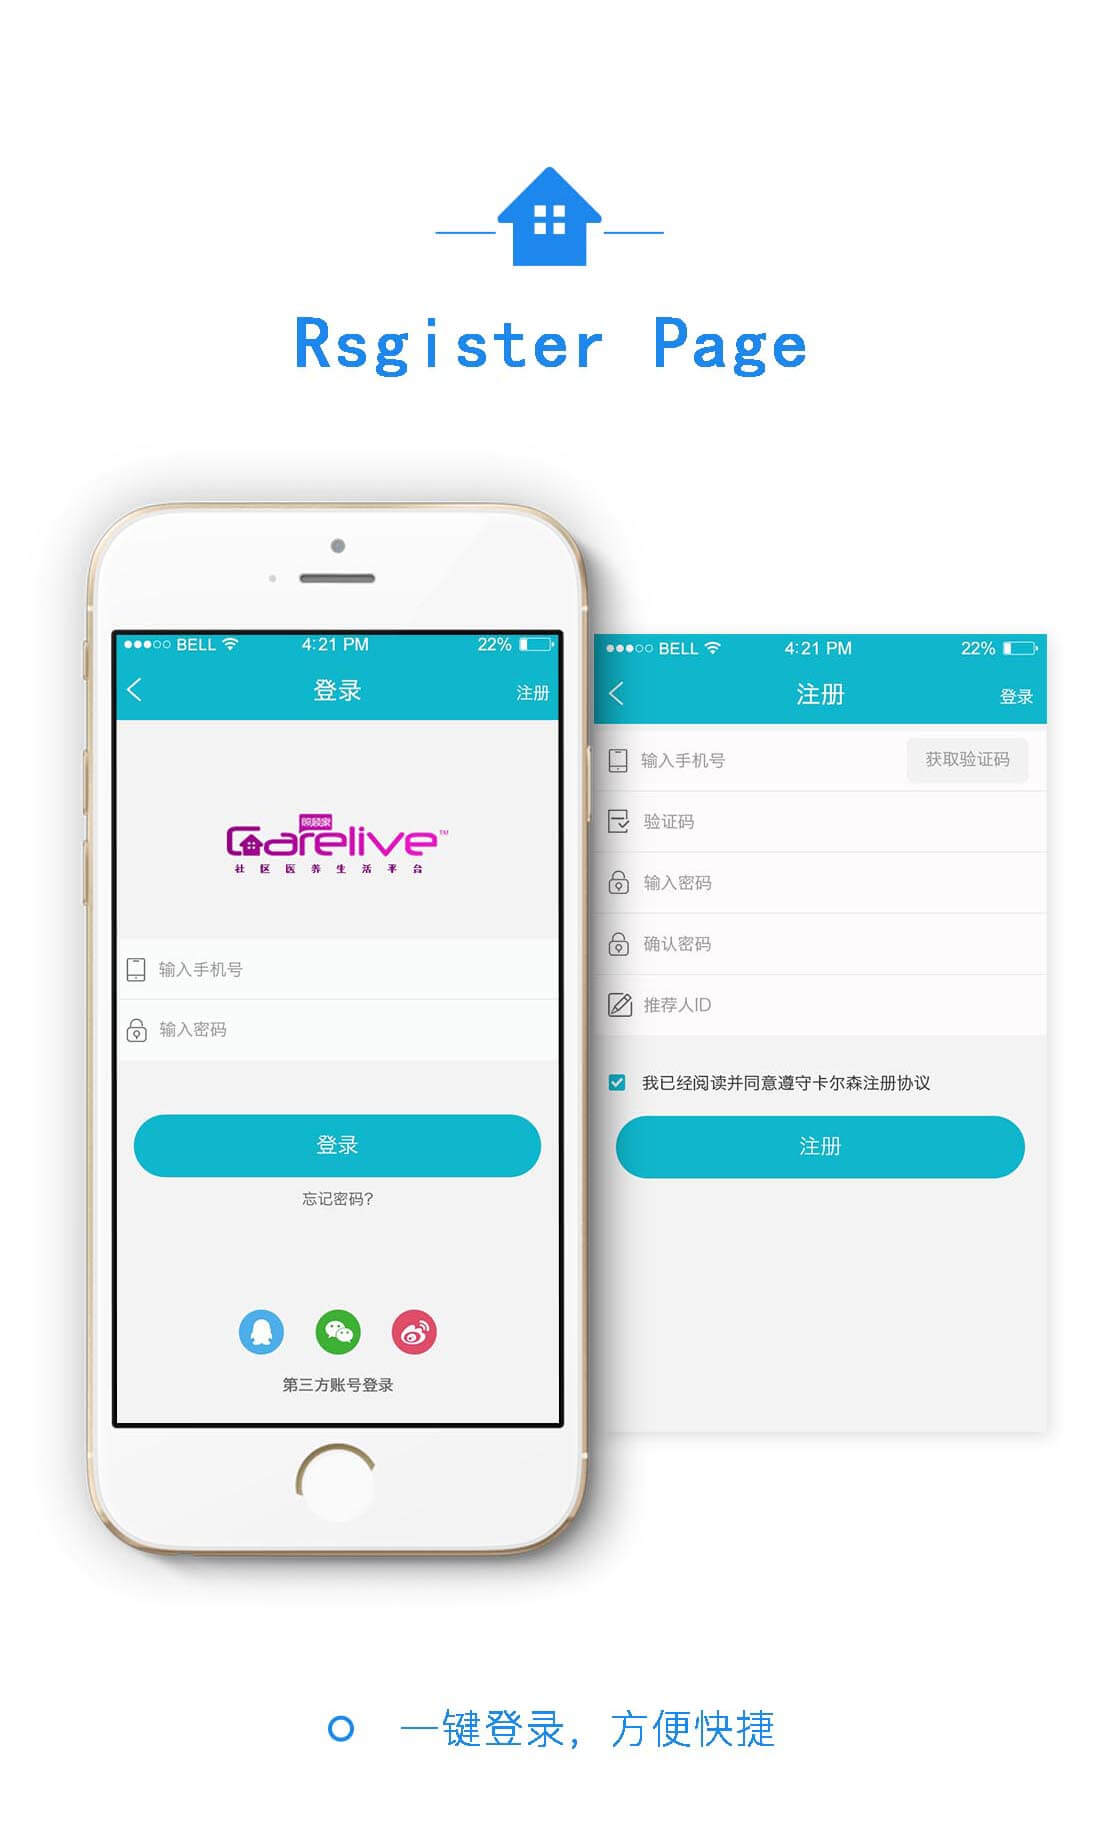 Rsgister Page
BELL 4:21 PM 22%
登录 注册
照顾家
Carelive™
社区医养生活平台
输入手机号
输入密码
登录
忘记密码?
第三方账号登录
BELL 4:21 PM 22%
注册 登录
输入手机号 获取验证码
验证码
输入密码
确认密码
推荐人ID
我已经阅读并同意遵守卡尔森注册协议
注册
一键登录，方便快捷